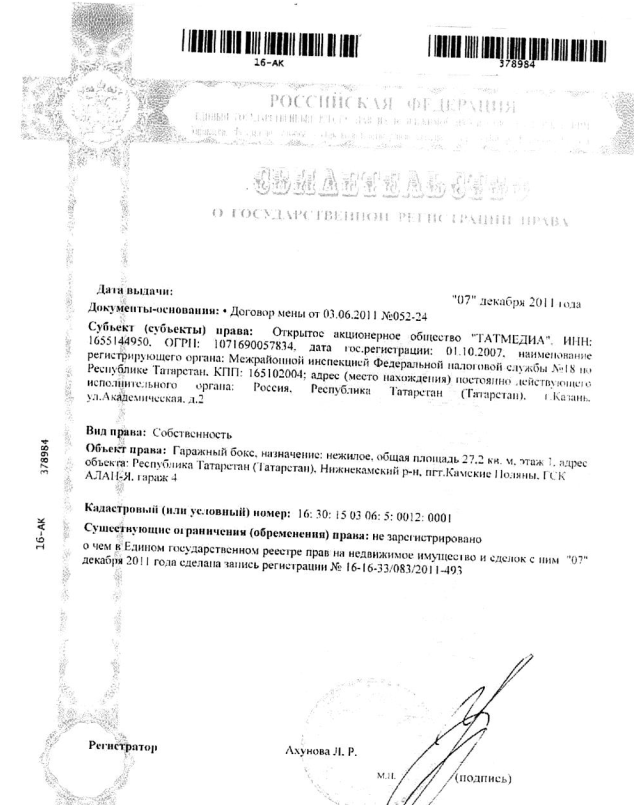 16-АК
378984
РОССИЙСКАЯ ФЕДЕРАЦИЯ
СВИДЕТЕЛЬСТВО
О ГОСУДАРСТВЕННОЙ РЕГИСТРАЦИИ ПРАВА
Дата выдачи:
"07" декабря 2011 года
Документы-основания: • Договор мены от 03.06.2011 №052-24
Субъект (субъекты) права: Открытое акционерное общество "ТАТМЕДИА". ИНН:
1655144950. ОГРН: 1071690057834, дата гос.регистрации: 01.10.2007, наименование
регистрирующего органа: Межрайонной инспекцией Федеральной налоговой службы №18 по
Республике Татарстан, КПП: 165102004; адрес (место нахождения) постоянно действующего
исполнительного органа: Россия, Республика Татарстан (Татарстан), г.Казань,
ул.Академическая, д.2
Вид права: Собственность
Объект права: Гаражный бокс, назначение: нежилое, общая площадь 27,2 кв. м, этаж 1, адрес
объекта: Республика Татарстан (Татарстан), Нижнекамский р-н, пгт.Камские Поляны, ГСК
АЛАН-Я, гараж 4
Кадастровый (или условный) номер: 16: 30: 15 03 06: 5: 0012: 0001
Существующие ограничения (обременения) права: не зарегистрировано
о чем в Едином государственном реестре прав на недвижимое имущество и сделок с ним "07"
декабря 2011 года сделана запись регистрации № 16-16-33/083/2011-493
16-АК 378984
Регистратор Ахунова Л. Р.
М.П. (подпись)